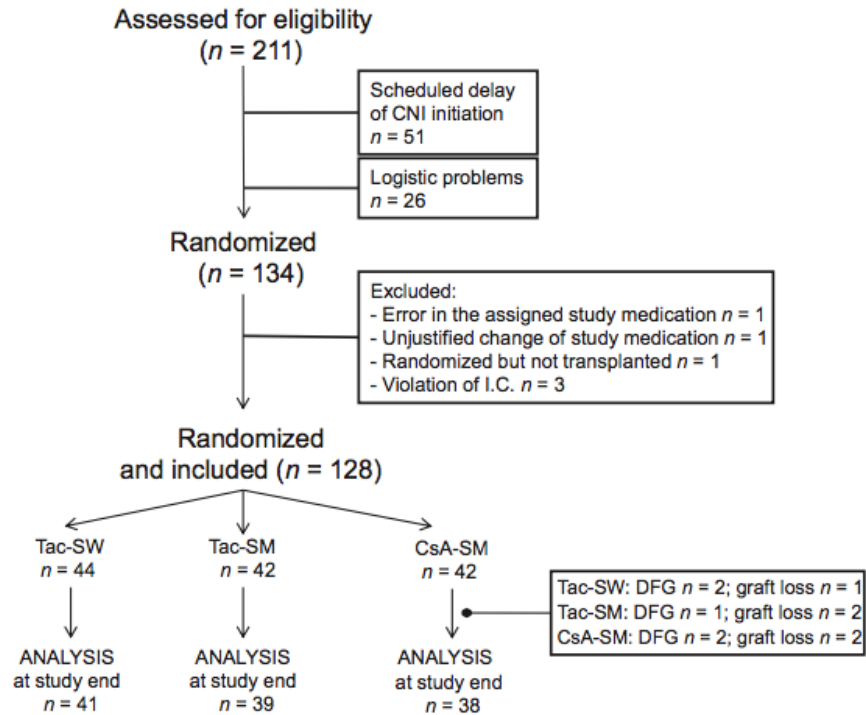 Assessed for eligibility
(n = 211)
Scheduled delay
of CNI initiation
n = 51
Logistic problems
n = 26
Randomized
(n = 134)
Excluded:
- Error in the assigned study medication n = 1
- Unjustified change of study medication n = 1
- Randomized but not transplanted n = 1
- Violation of I.C. n = 3
Randomized
and included (n = 128)
Tac-SW
n = 44
Tac-SM
n = 42
CsA-SM
n = 42
Tac-SW: DFG n = 2; graft loss n = 1
Tac-SM: DFG n = 1; graft loss n = 2
CsA-SM: DFG n = 2; graft loss n = 2
ANALYSIS
at study end
n = 41
ANALYSIS
at study end
n = 39
ANALYSIS
at study end
n = 38